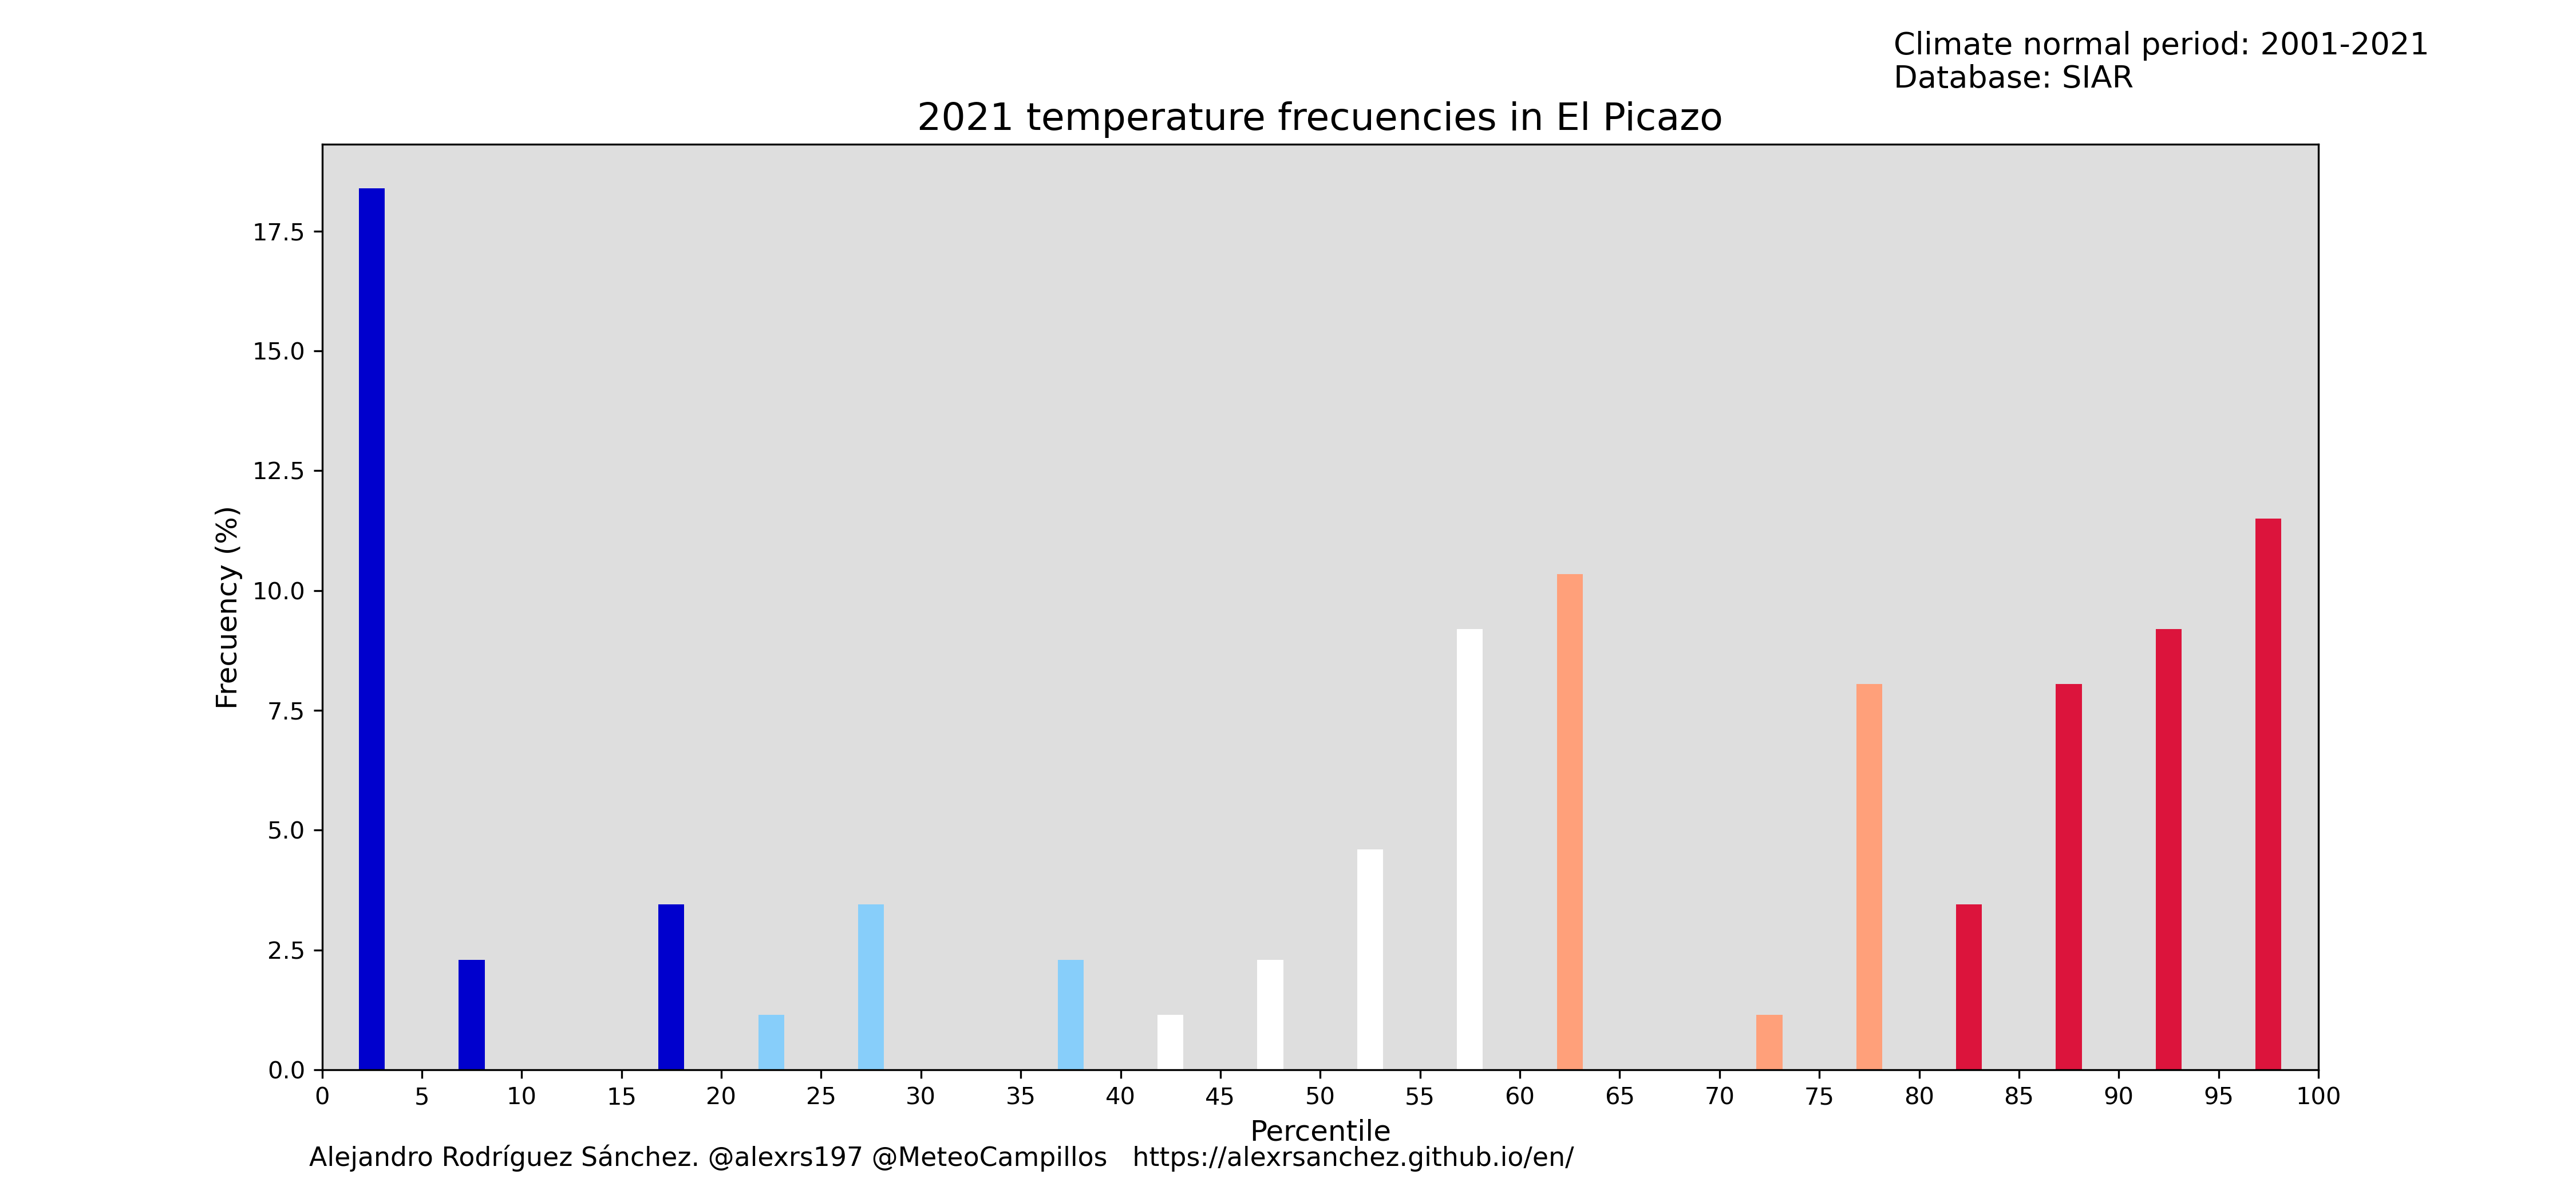 Climate normal period: 2001-2021
Database: SIAR
2021 temperature frecuencies in El Picazo
Frecuency (%)
17.5
15.0
12.5
10.0
7.5
5.0
2.5
0.0
0 5 10 15 20 25 30 35 40 45 50 55 60 65 70 75 80 85 90 95 100
Percentile
Alejandro Rodríguez Sánchez. @alexrs197 @MeteoCampillos https://alexrsanchez.github.io/en/